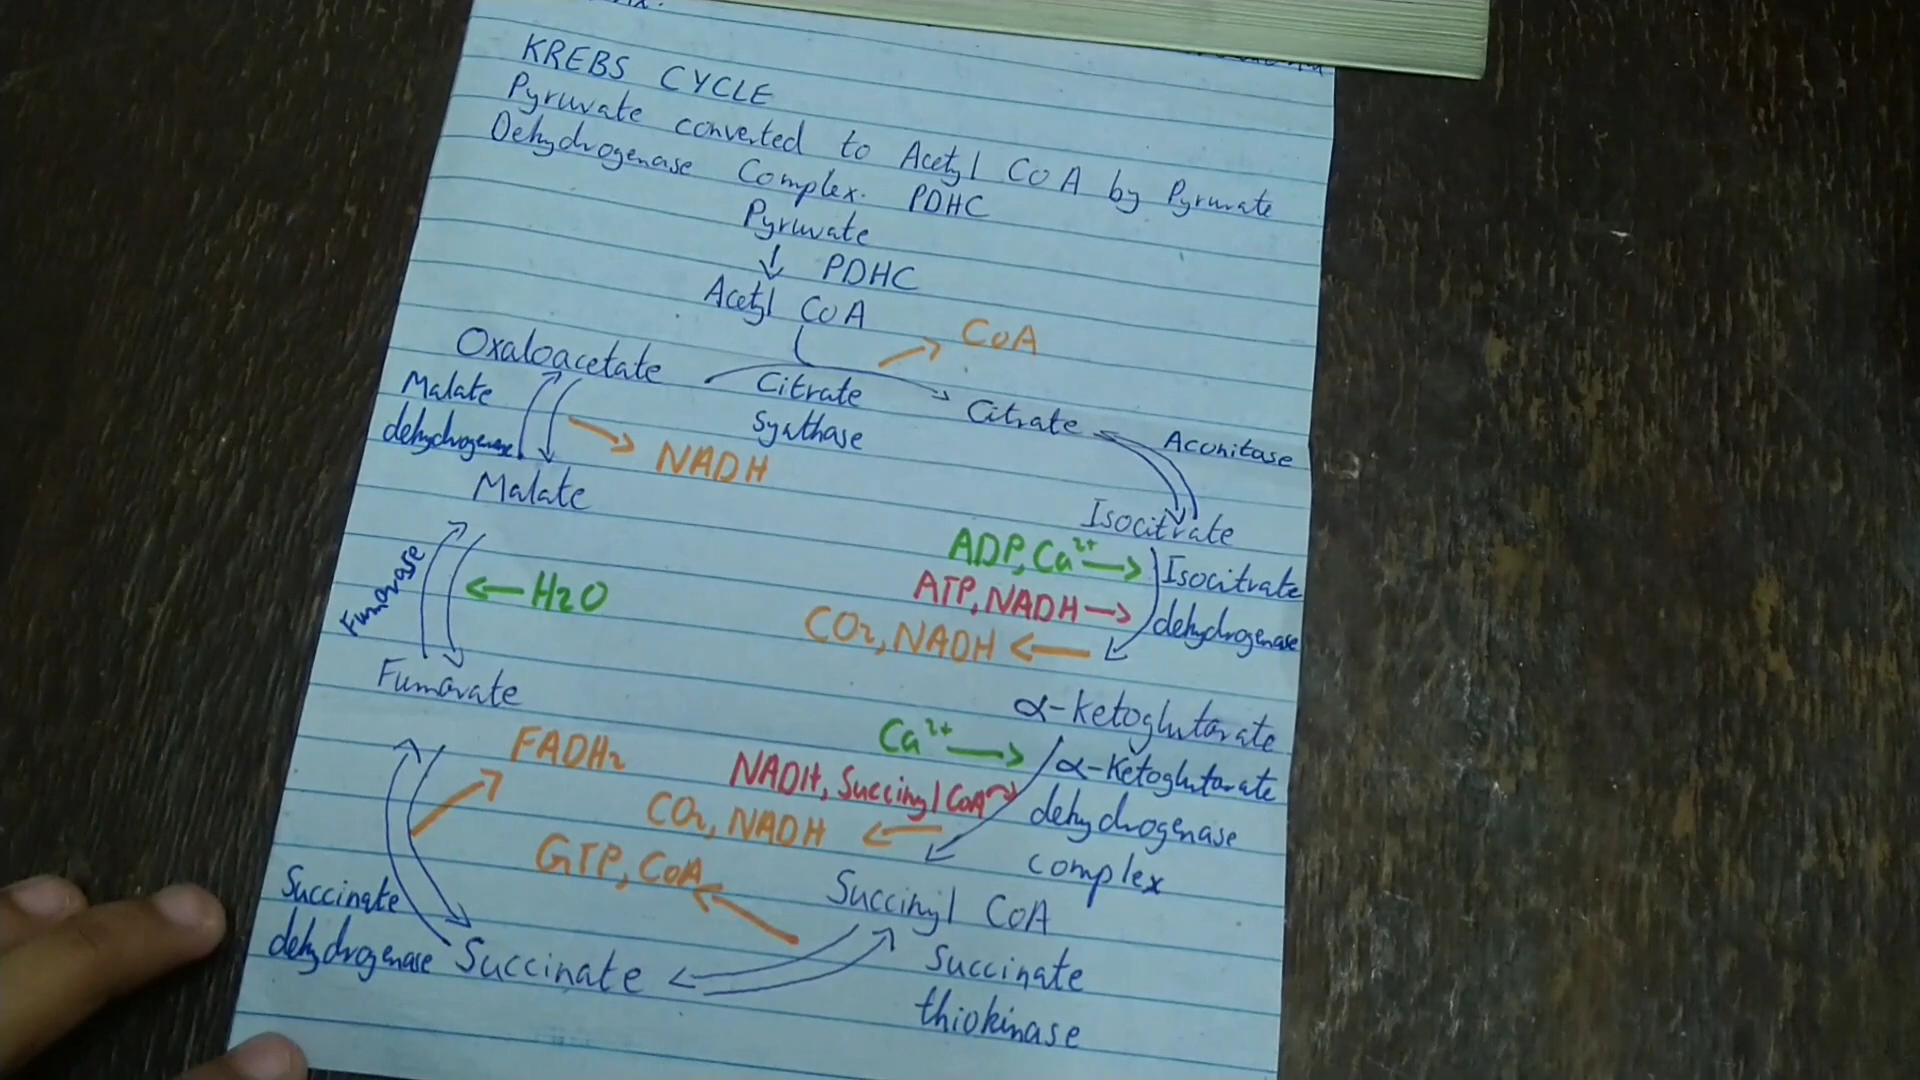 KREBS CYCLE
Pyruvate converted to Acetyl CoA by Pyruvate
Dehydrogenase Complex. PDHC
Pyruvate
PDHC
Acetyl CoA
CoA
Oxaloacetate
Citrate
synthase
Citrate
Aconitase
Malate
dehydrogenase
NADH
Malate
Isocitrate
ADP, Ca²⁺
ATP, NADH
CO₂, NADH
Isocitrate
dehydrogenase
Fumarase
H2O
Fumarate
α-ketoglutarate
Ca²⁺
NADH, Succinyl CoA
CO₂, NADH
α-Ketoglutarate
dehydrogenase
complex
FADH₂
GTP, CoA
Succinyl CoA
Succinate
dehydrogenase
Succinate
Succinate
thiokinase